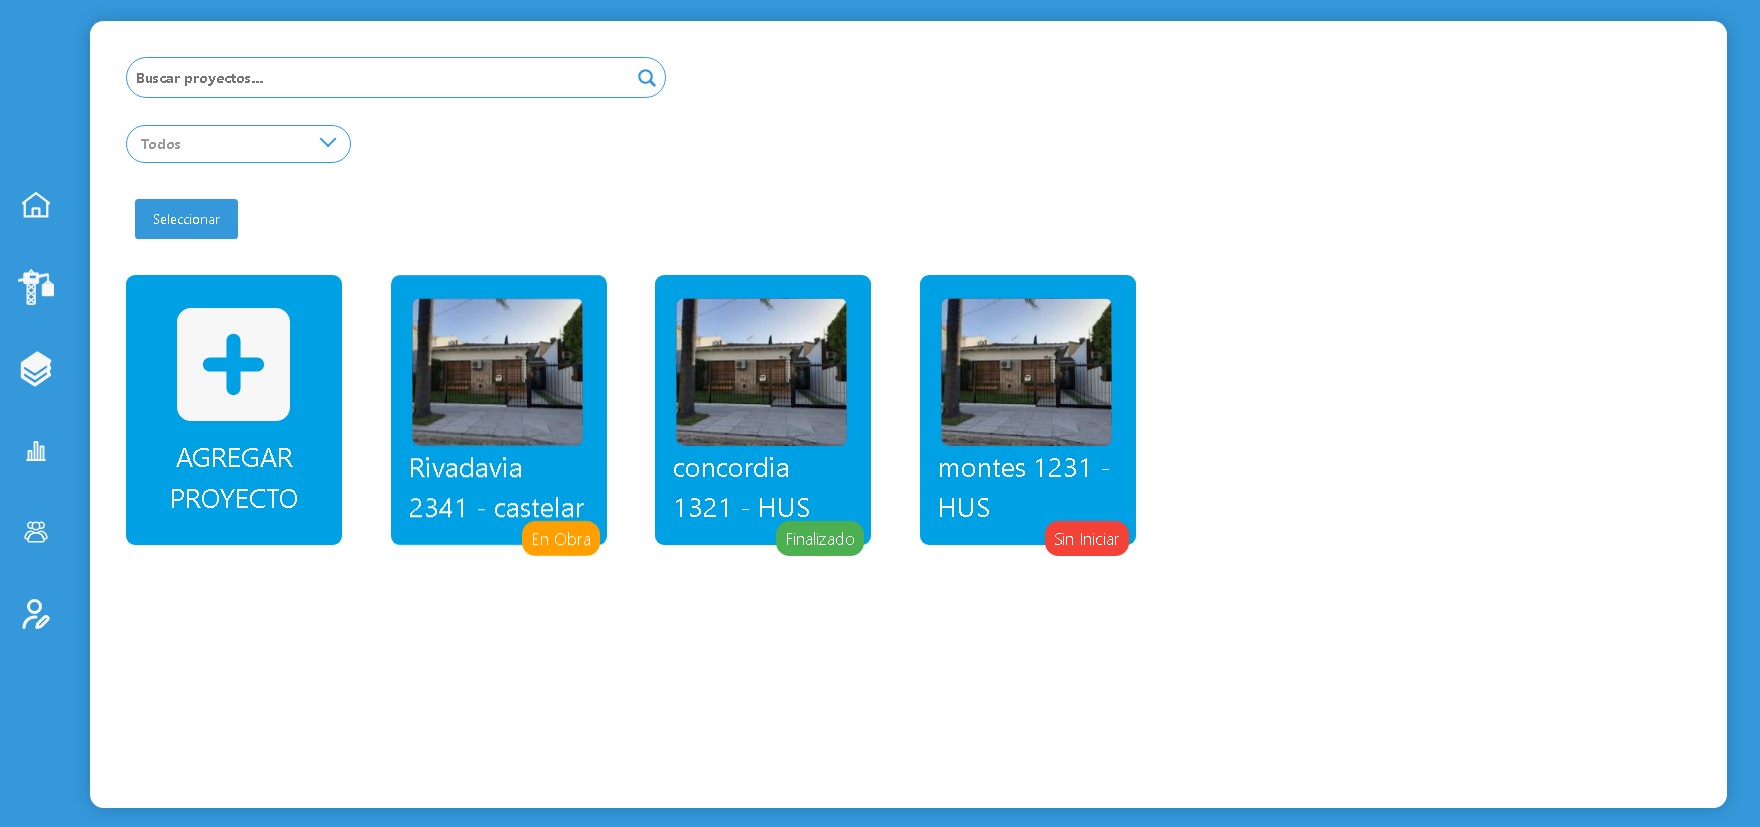 Buscar proyectos...
Todos
Seleccionar
AGREGAR
PROYECTO
Rivadavia
2341 - castelar
En Obra
concordia
1321 - HUS
Finalizado
montes 1231 -
HUS
Sin Iniciar